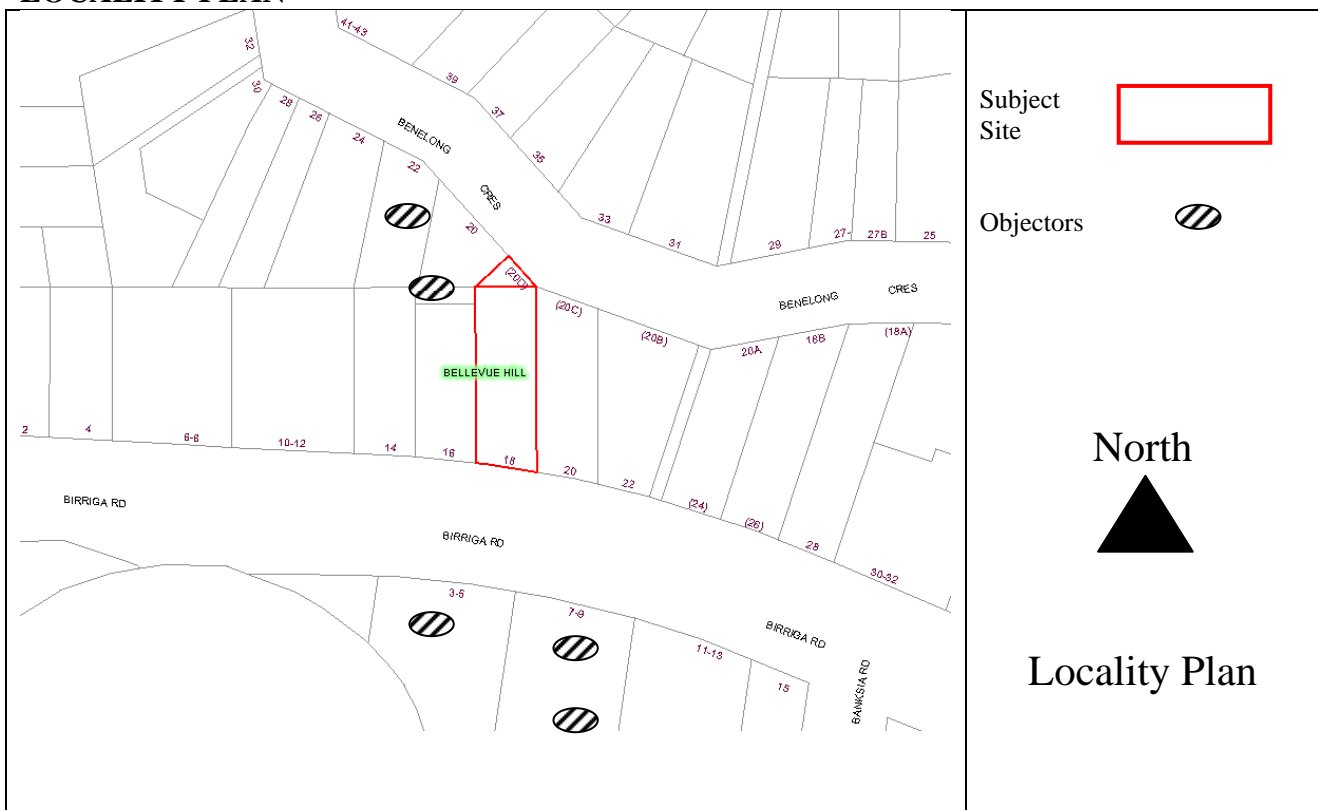 LOCALITY PLAN
41-43
39
37
35
33
31
29
27-
27B
25
32
30
28
26
24
22
20
BENELONG
CRES
(20D)
(20C)
(20B)
20A
18B
(18A)
BENELONG
CRES
BELLEVUE HILL
2
4
6-8
10-12
14
16
18
20
22
(24)
(26)
28
30-32
BIRRIGA RD
BIRRIGA RD
BIRRIGA RD
3-5
7-9
11-13
15
BANKSIA RD
Subject
Site
Objectors
North
Locality Plan